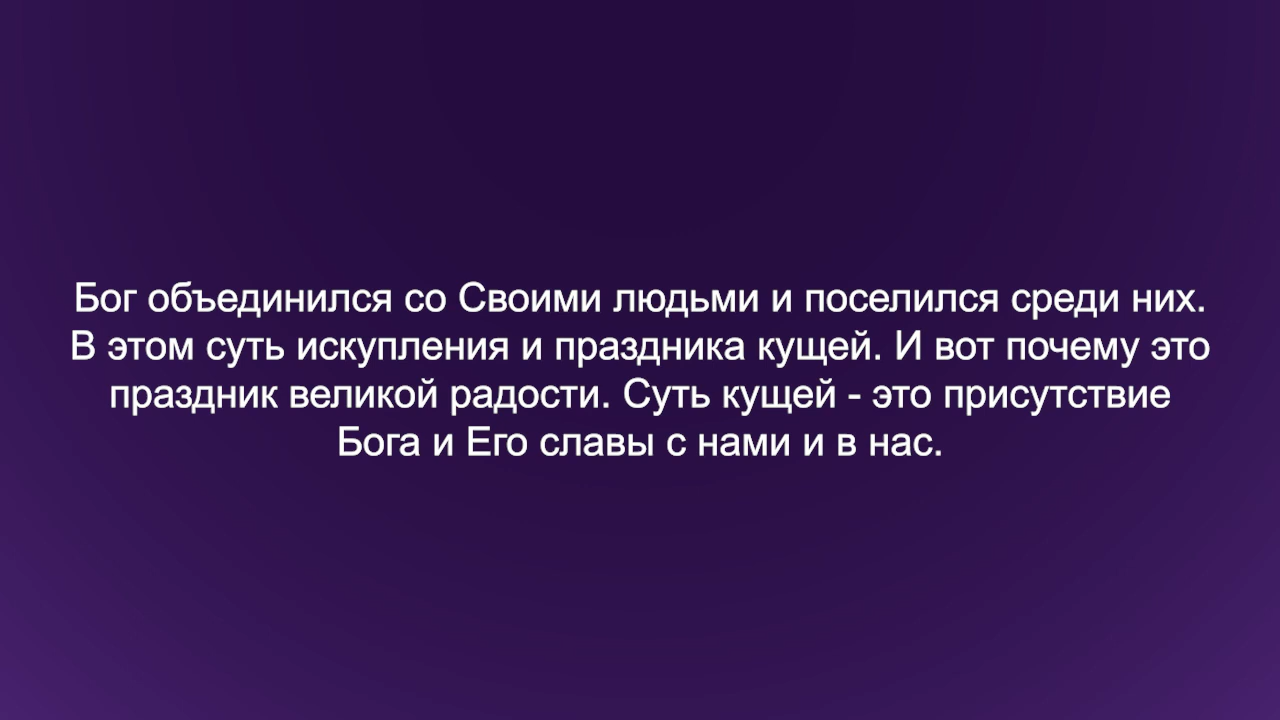 Бог объединился со Своими людьми и поселился среди них.
В этом суть искупления и праздника кущей. И вот почему это
праздник великой радости. Суть кущей - это присутствие
Бога и Его славы с нами и в нас.